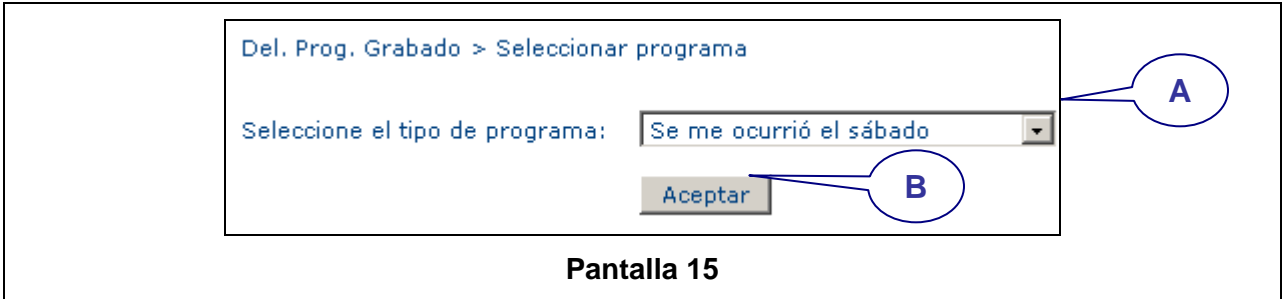 Del. Prog. Grabado > Seleccionar programa
A
Seleccione el tipo de programa: Se me ocurrió el sábado
B
Aceptar
Pantalla 15